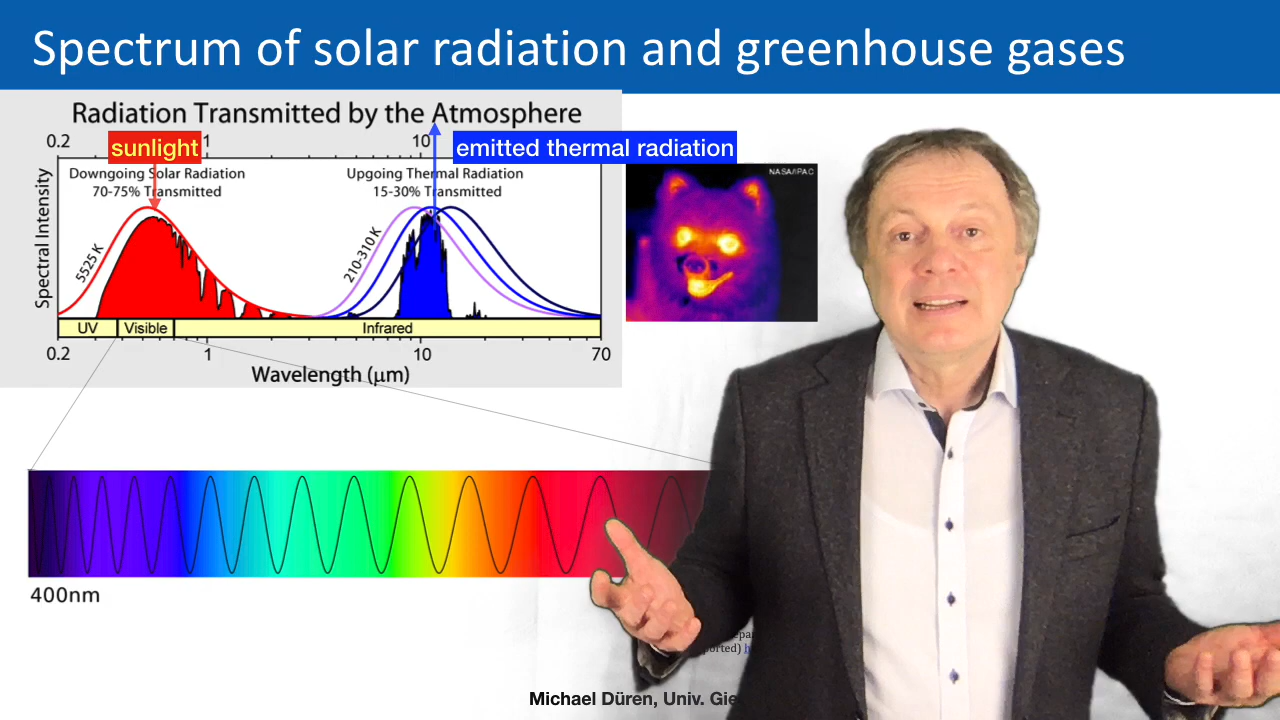 Spectrum of solar radiation and greenhouse gases
Radiation Transmitted by the Atmosphere
0.2
1
10
sunlight
emitted thermal radiation
Downgoing Solar Radiation
70-75% Transmitted
Upgoing Thermal Radiation
15-30% Transmitted
NASA/IPAC
Spectral Intensity
5525 K
210-310 K
UV
Visible
Infrared
0.2
1
10
70
Wavelength (μm)
400nm
Michael Düren, Univ.